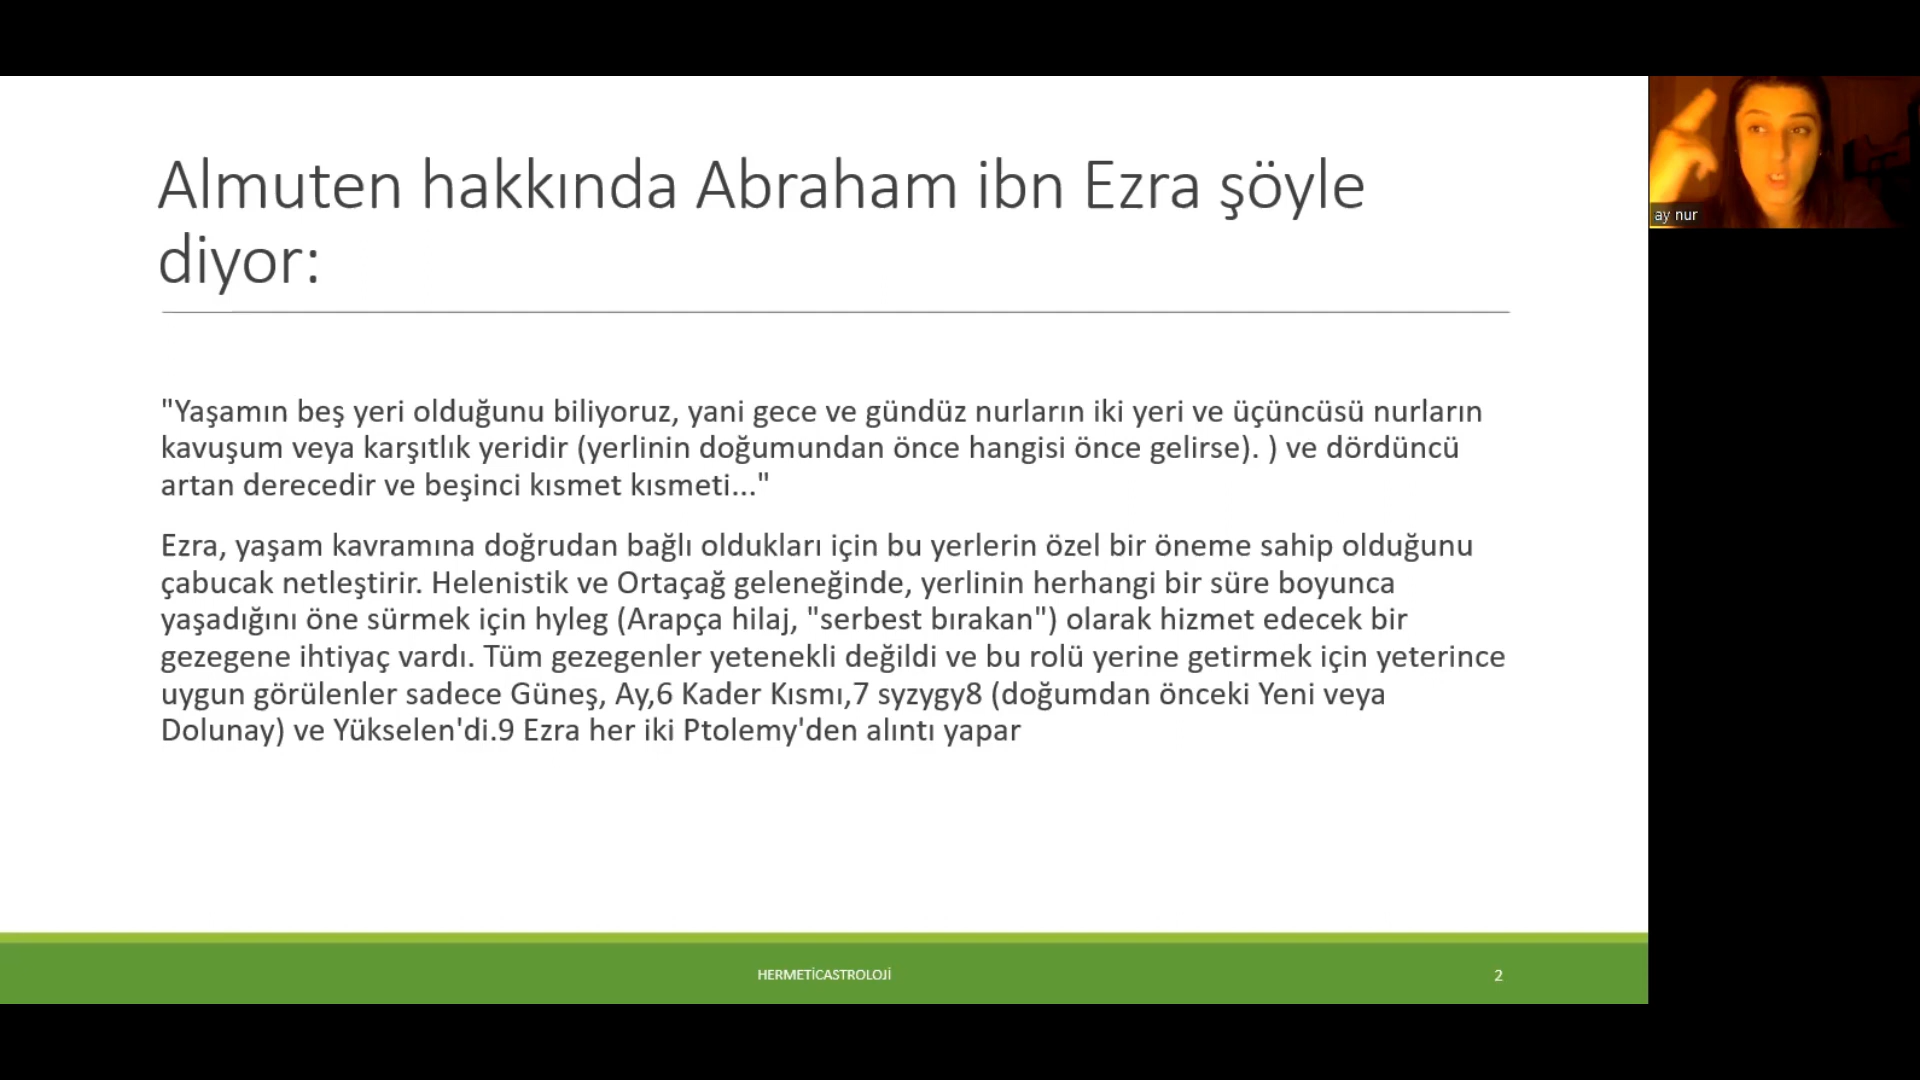 Almuten hakkında Abraham ibn Ezra şöyle
diyor:
ay nur
"Yaşamın beş yeri olduğunu biliyoruz, yani gece ve gündüz nurların iki yeri ve üçüncüsü nurların
kavuşum veya karşıtlık yeridir (yerlinin doğumundan önce hangisi önce gelirse). ) ve dördüncü
artan derecedir ve beşinci kısmet kısmeti..."
Ezra, yaşam kavramına doğrudan bağlı oldukları için bu yerlerin özel bir öneme sahip olduğunu
çabucak netleştirir. Helenistik ve Ortaçağ geleneğinde, yerlinin herhangi bir süre boyunca
yaşadığını öne sürmek için hyleg (Arapça hilaj, "serbest bırakan") olarak hizmet edecek bir
gezegene ihtiyaç vardı. Tüm gezegenler yetenekli değildi ve bu rolü yerine getirmek için yeterince
uygun görülenler sadece Güneş, Ay,6 Kader Kısmı,7 syzygy8 (doğumdan önceki Yeni veya
Dolunay) ve Yükselen'di.9 Ezra her iki Ptolemy'den alıntı yapar
HERMETİCASTROLOJİ
2